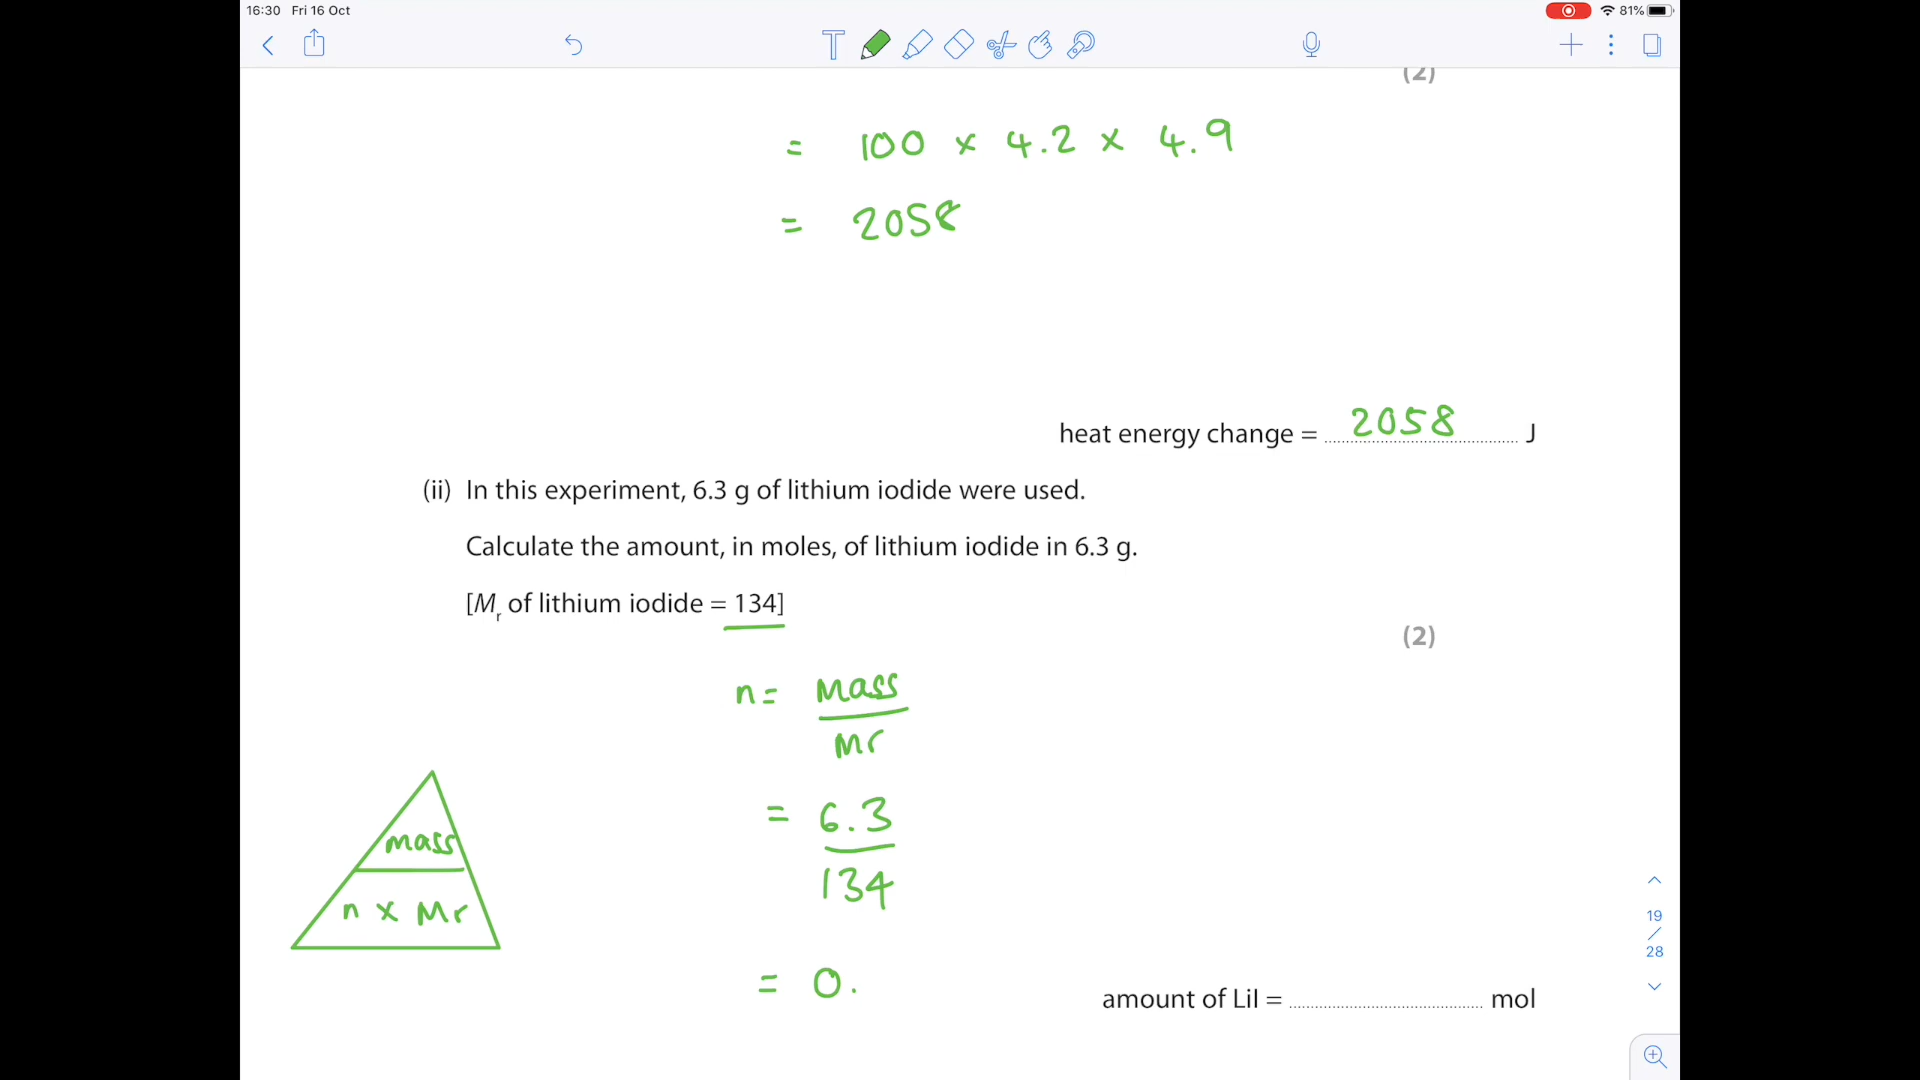 16:30 Fri 16 Oct
81%
T
(2)
= 100 × 4.2 × 4.9
= 2058
heat energy change = 2058 J
(ii) In this experiment, 6.3 g of lithium iodide were used.
Calculate the amount, in moles, of lithium iodide in 6.3 g.
[Mr of lithium iodide = 134]
(2)
n = mass
Mr
= 6.3
134
mass
n × Mr
= 0.
amount of LiI = ........ mol
19
/
28